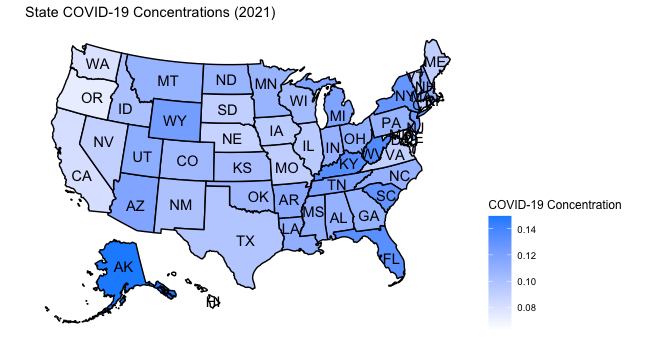 State COVID-19 Concentrations (2021)
WA
ME
MT
ND
MN
OR
ID
WI
NY
SD
MI
WY
PA
IA
NE
NV
IL
IN
OH
UT
CO
WV
VA
KS
MO
KY
CA
NC
TN
OK
AR
SC
AZ
NM
MS
AL
GA
LA
TX
FL
AK
HI
COVID-19 Concentration
0.14
0.12
0.10
0.08